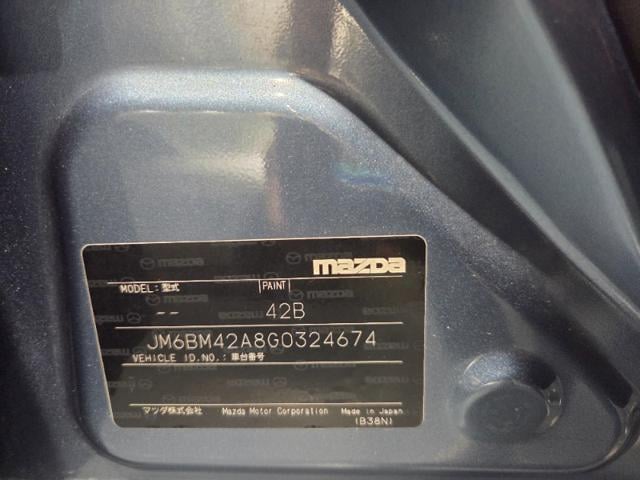 mazda
MODEL:型式 PAINT
-- 42B
JM6BM42A8G0324674
VEHICLE ID.NO.:車台番号
マツダ株式会社 Mazda Motor Corporation Made in Japan
(B38N)